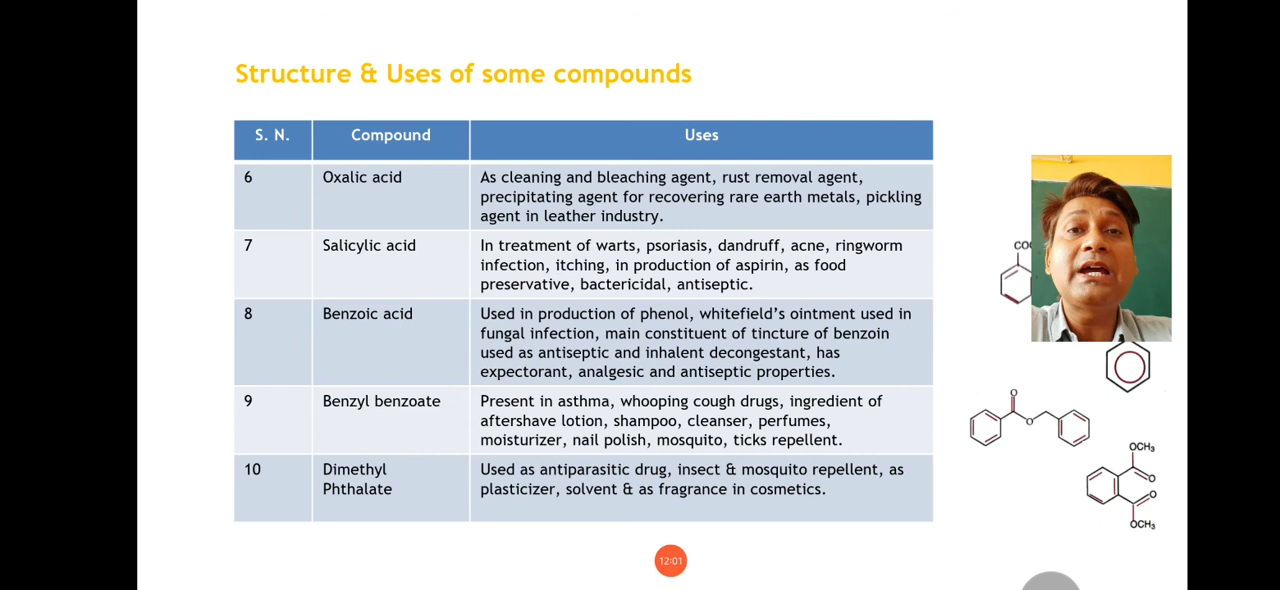 Structure & Uses of some compounds
S. N. Compound Uses
6 Oxalic acid As cleaning and bleaching agent, rust removal agent,
precipitating agent for recovering rare earth metals, pickling
agent in leather industry.
7 Salicylic acid In treatment of warts, psoriasis, dandruff, acne, ringworm
infection, itching, in production of aspirin, as food
preservative, bactericidal, antiseptic.
8 Benzoic acid Used in production of phenol, whitefield’s ointment used in
fungal infection, main constituent of tincture of benzoin
used as antiseptic and inhalent decongestant, has
expectorant, analgesic and antiseptic properties.
9 Benzyl benzoate Present in asthma, whooping cough drugs, ingredient of
aftershave lotion, shampoo, cleanser, perfumes,
moisturizer, nail polish, mosquito, ticks repellent.
10 Dimethyl Phthalate Used as antiparasitic drug, insect & mosquito repellent, as
plasticizer, solvent & as fragrance in cosmetics.
O
O
OCH₃
O
O
OCH₃
12:01